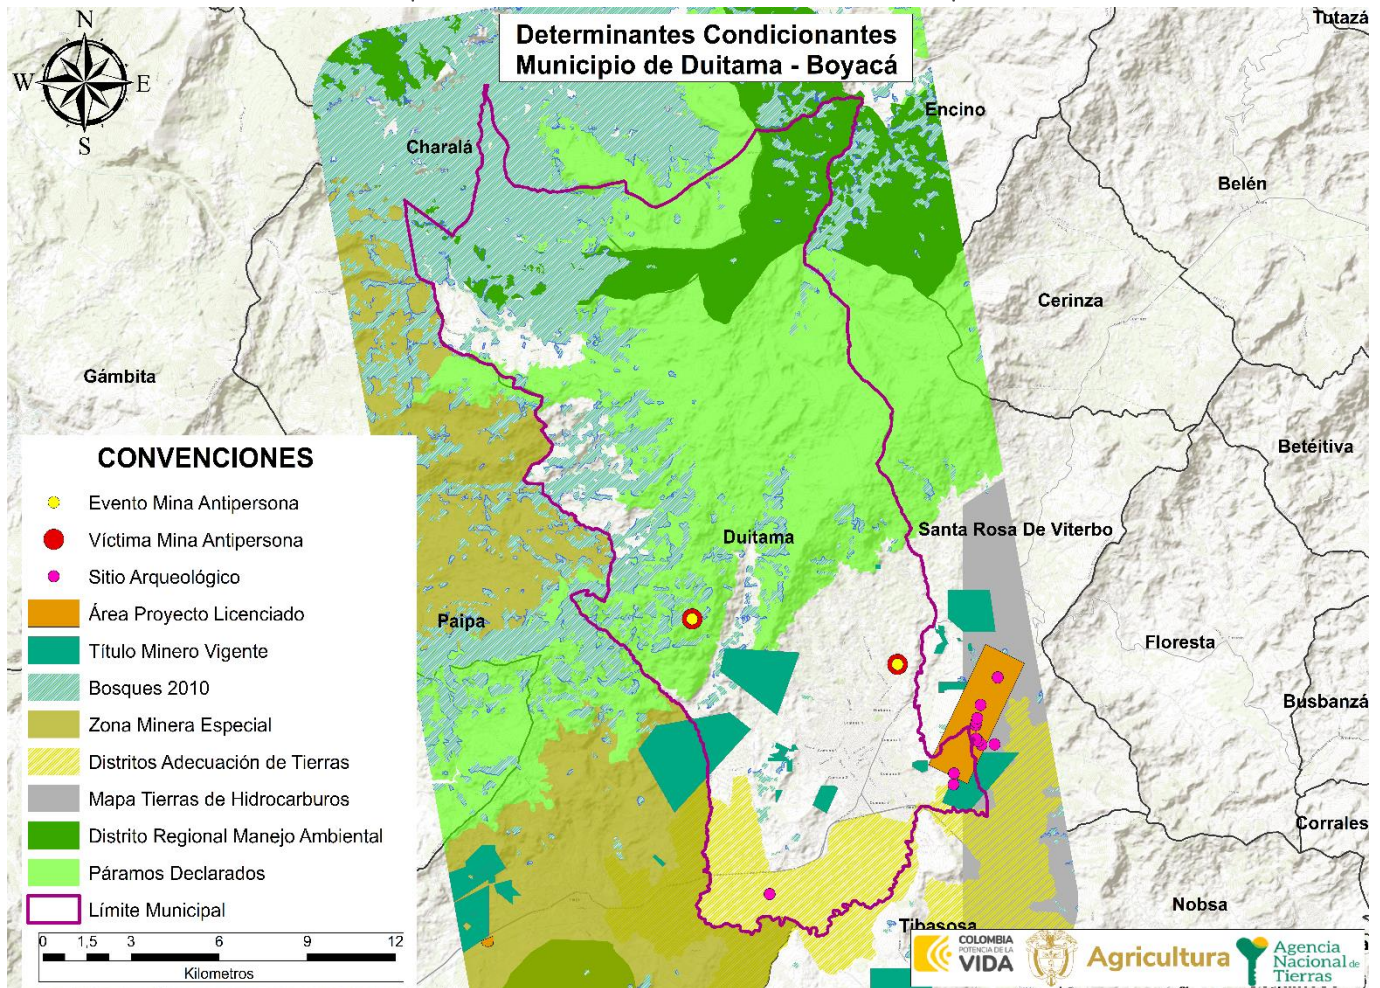 Determinantes Condicionantes
Municipio de Duitama - Boyacá
N
W
E
S
Tutazá
Encino
Charalá
Belén
Cerinza
Gámbita
Betéitiva
Santa Rosa De Viterbo
Duitama
Paipa
Floresta
Busbanzá
Corrales
Nobsa
Tibasosa
CONVENCIONES
Evento Mina Antipersona
Víctima Mina Antipersona
Sitio Arqueológico
Área Proyecto Licenciado
Título Minero Vigente
Bosques 2010
Zona Minera Especial
Distritos Adecuación de Tierras
Mapa Tierras de Hidrocarburos
Distrito Regional Manejo Ambiental
Páramos Declarados
Límite Municipal
0 1,5 3 6 9 12
Kilometros
COLOMBIA
POTENCIA DE LA
VIDA
Agricultura
Agencia
Nacional de
Tierras